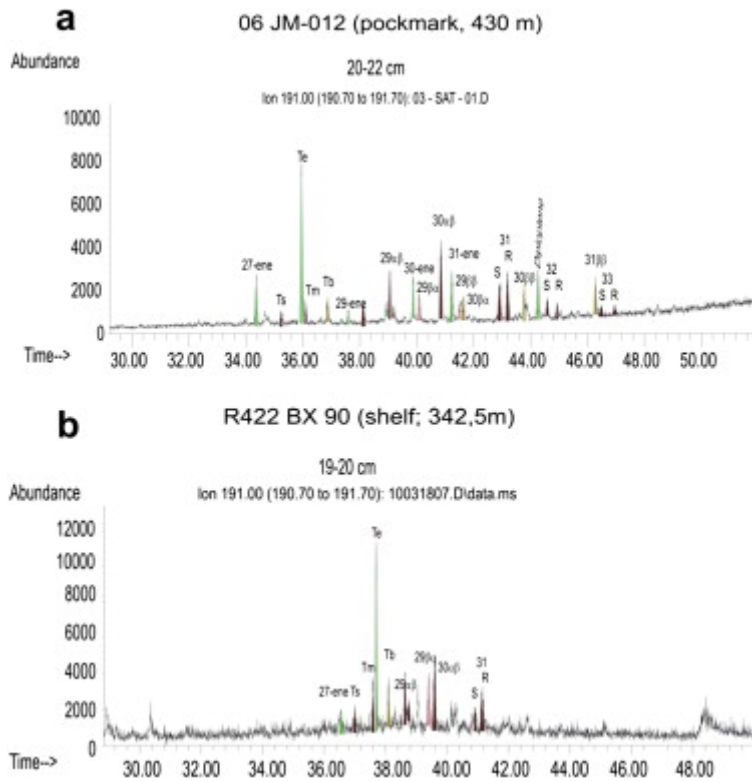 a
06 JM-012 (pockmark, 430 m)
Abundance
20-22 cm
Ion 191.00 (190.70 to 191.70): 03 - SAT - 01.D
10000
8000
6000
4000
2000
0
Te
27-ene
Ts
Tm
Tb
29-ene
29αβ
30-ene
29βα
30αβ
31-ene
29ββ
30βα
S
31
R
30ββ
32
S
R
31ββ
33
S
R
Time-->
30.00 32.00 34.00 36.00 38.00 40.00 42.00 44.00 46.00 48.00 50.00
b
R422 BX 90 (shelf; 342,5m)
19-20 cm
Abundance
Ion 191.00 (190.70 to 191.70): 10031807.D\data.ms
12000
10000
8000
6000
4000
2000
0
Te
27-ene
Ts
Tm
Tb
29αβ
29βα
30αβ
31
S
R
Time-->
30.00 32.00 34.00 36.00 38.00 40.00 42.00 44.00 46.00 48.00